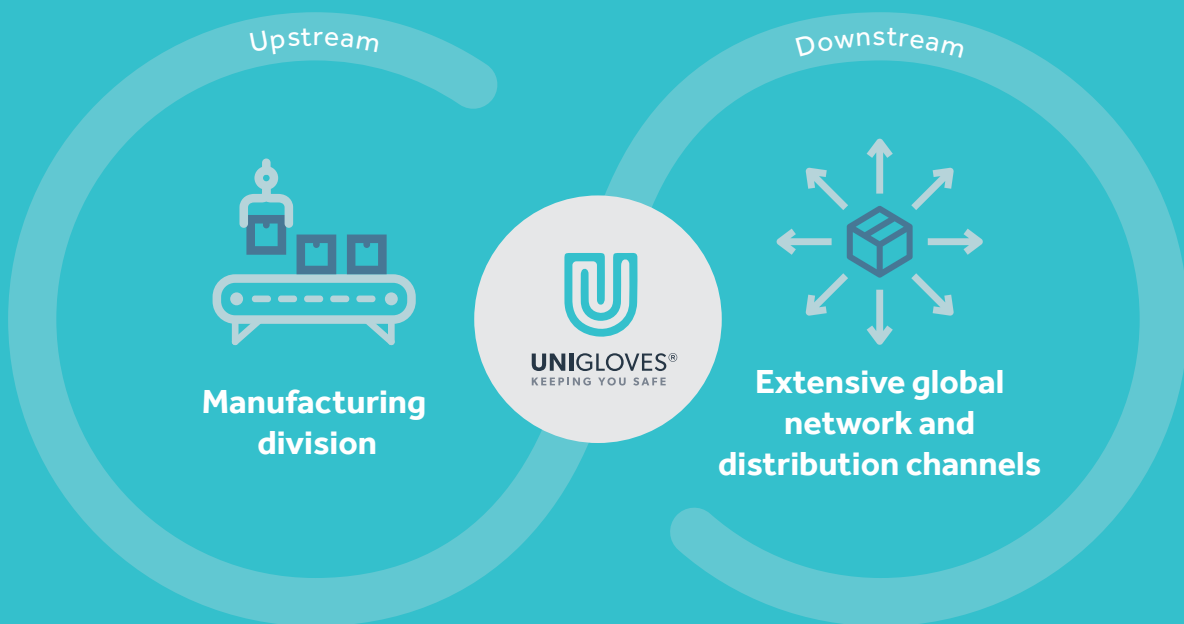 Upstream
Downstream
Manufacturing
division
UNIGLOVES®
KEEPING YOU SAFE
Extensive global
network and
distribution channels